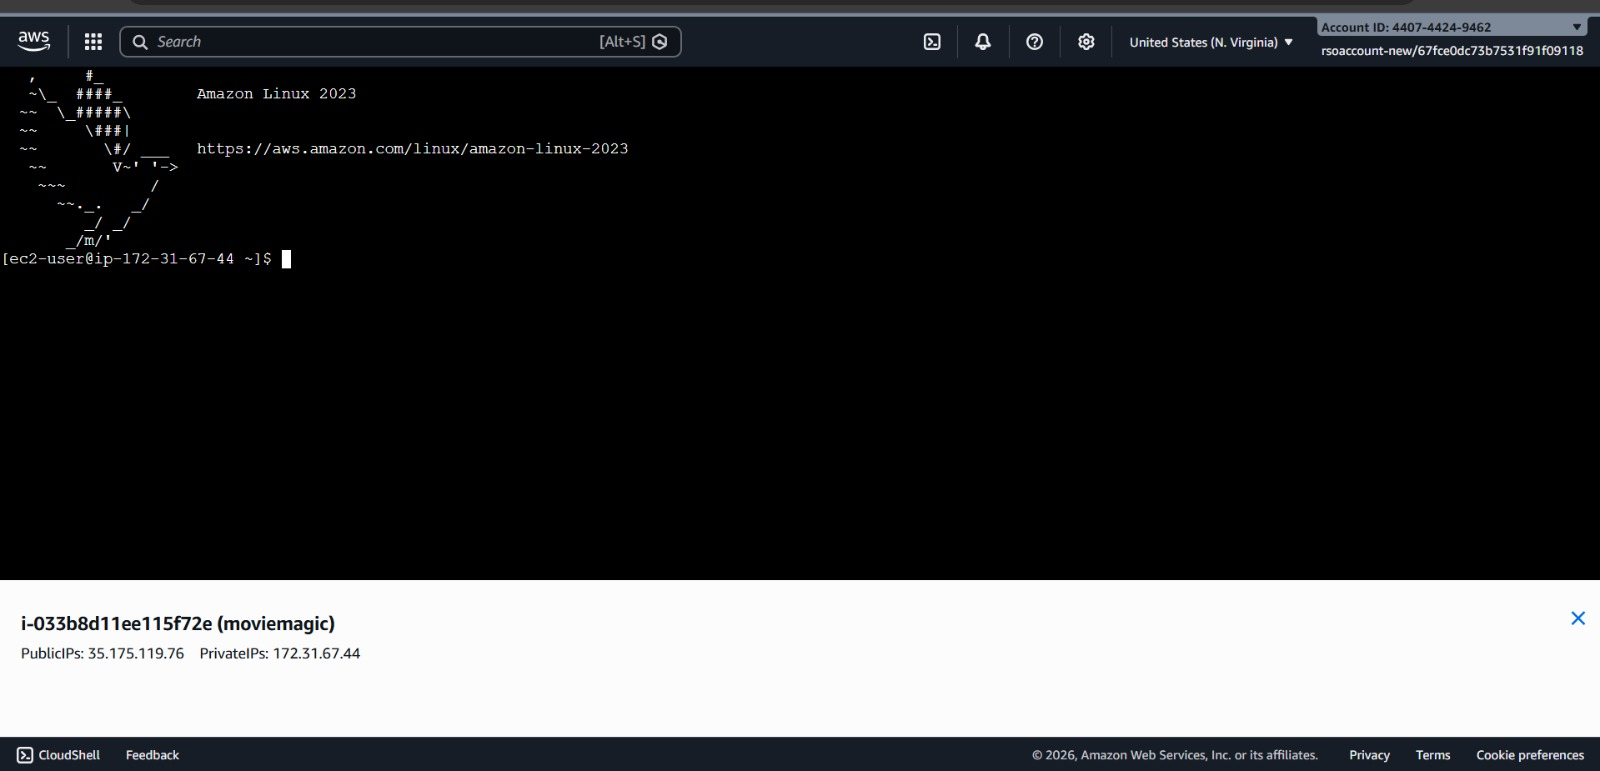 aws
Search [Alt+S]
United States (N. Virginia) ▼
Account ID: 4407-4424-9462 ▼
rsoaccount-new/67fce0dc73b7531f91f09118
   ,     #_
   ~\_  ####_        Amazon Linux 2023
  ~~  \_#####\
  ~~     \###|
  ~~       \#/ ___   https://aws.amazon.com/linux/amazon-linux-2023
   ~~       V~' '->
    ~~~         /
      ~~._.   _/
         _/ _/
       _/m/'
[ec2-user@ip-172-31-67-44 ~]$
i-033b8d11ee115f72e (moviemagic)
PublicIPs: 35.175.119.76 PrivateIPs: 172.31.67.44
CloudShell Feedback © 2026, Amazon Web Services, Inc. or its affiliates. Privacy Terms Cookie preferences